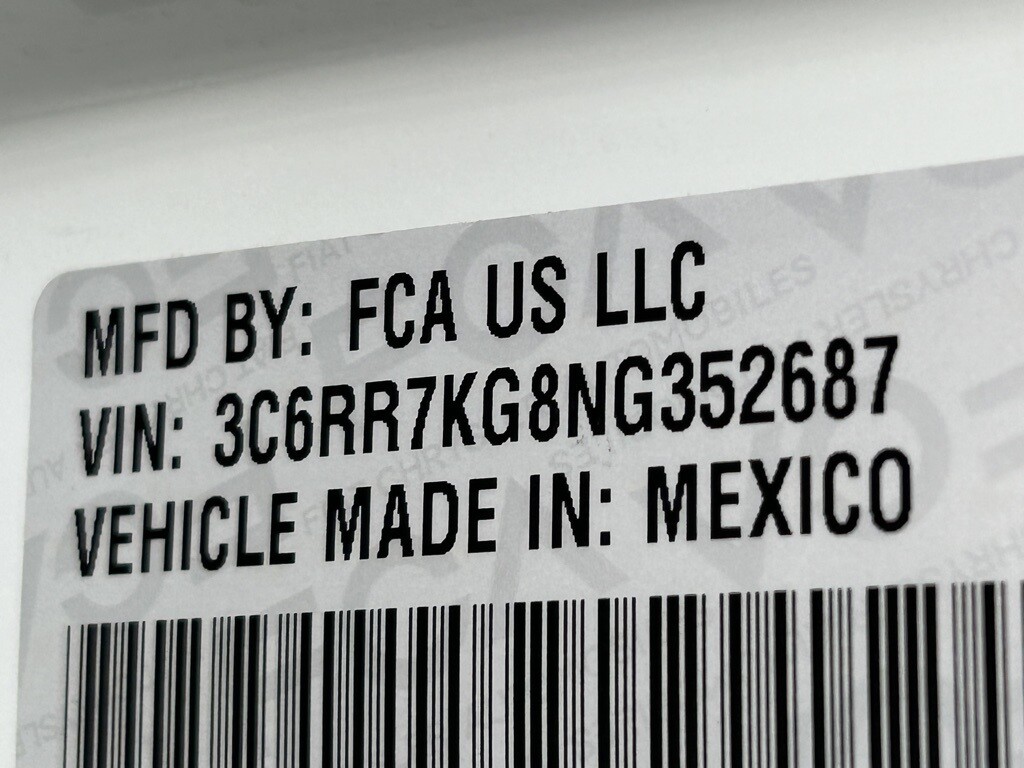 MFD BY: FCA US LLC
VIN: 3C6RR7KG8NG352687
VEHICLE MADE IN: MEXICO